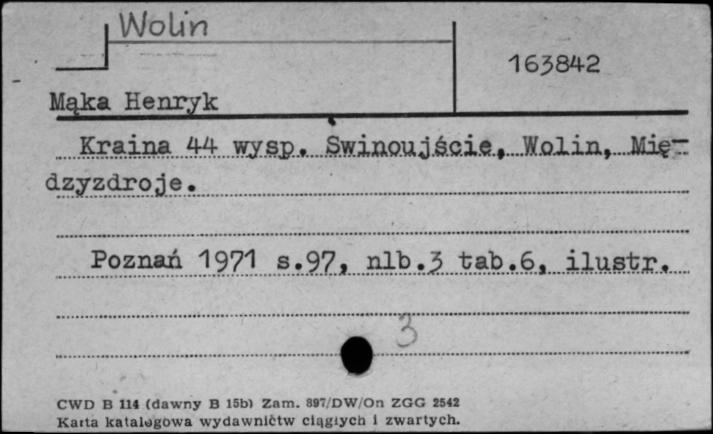 Wolin
163842
Mąka Henryk
Kraina 44 wysp. Świnoujście, Wolin, Mię-
dzyzdroje.
Poznań 1971 s.97, nlb.3 tab.6, ilustr.
3
CWD B 114 (dawny B 15b) Zam. 897/DW/On ZGG 2542
Karta katalogowa wydawnictw ciągłych i zwartych.